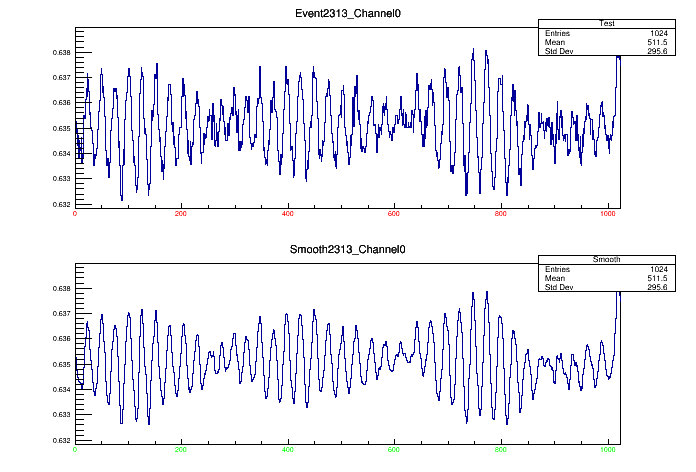 Event2313_Channel0
Test
Entries 1024
Mean 511.5
Std Dev 295.6
0.638
0.637
0.636
0.635
0.634
0.633
0.632
0 200 400 600 800 1000
Smooth2313_Channel0
Smooth
Entries 1024
Mean 511.5
Std Dev 295.6
0.638
0.637
0.636
0.635
0.634
0.633
0.632
0 200 400 600 800 1000